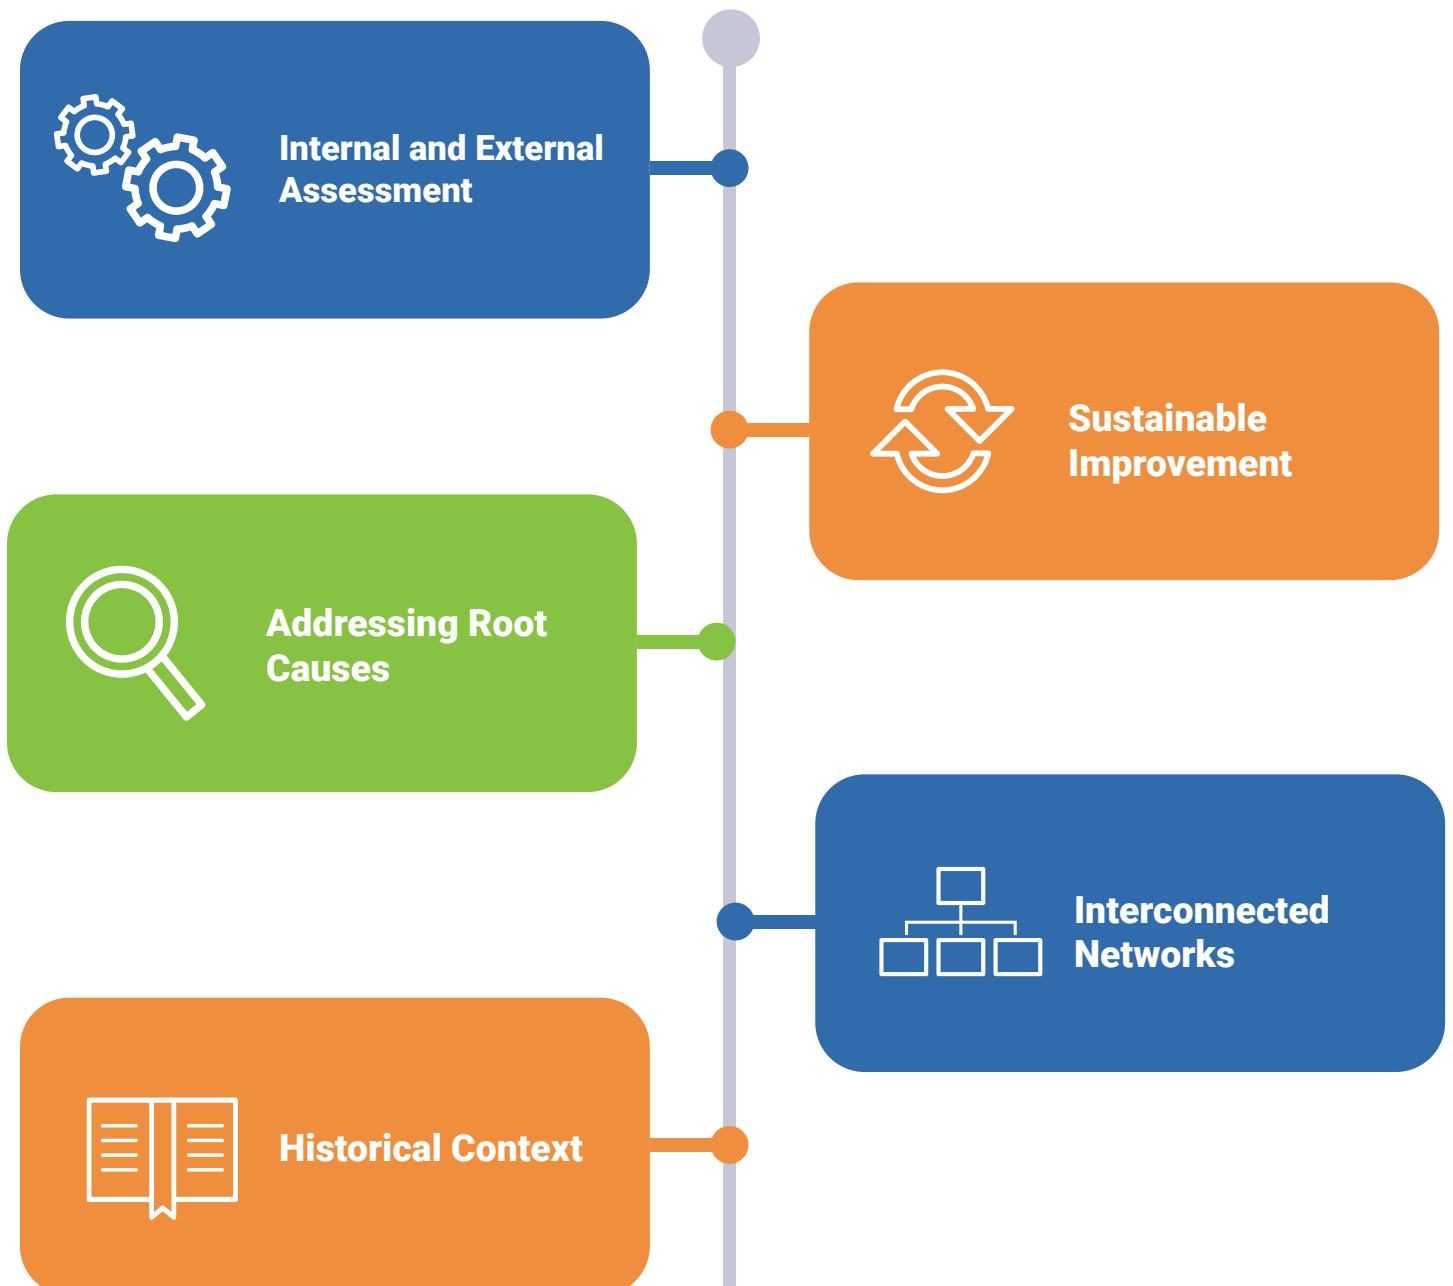 Internal and External
Assessment
Sustainable
Improvement
Addressing Root
Causes
Interconnected
Networks
Historical Context